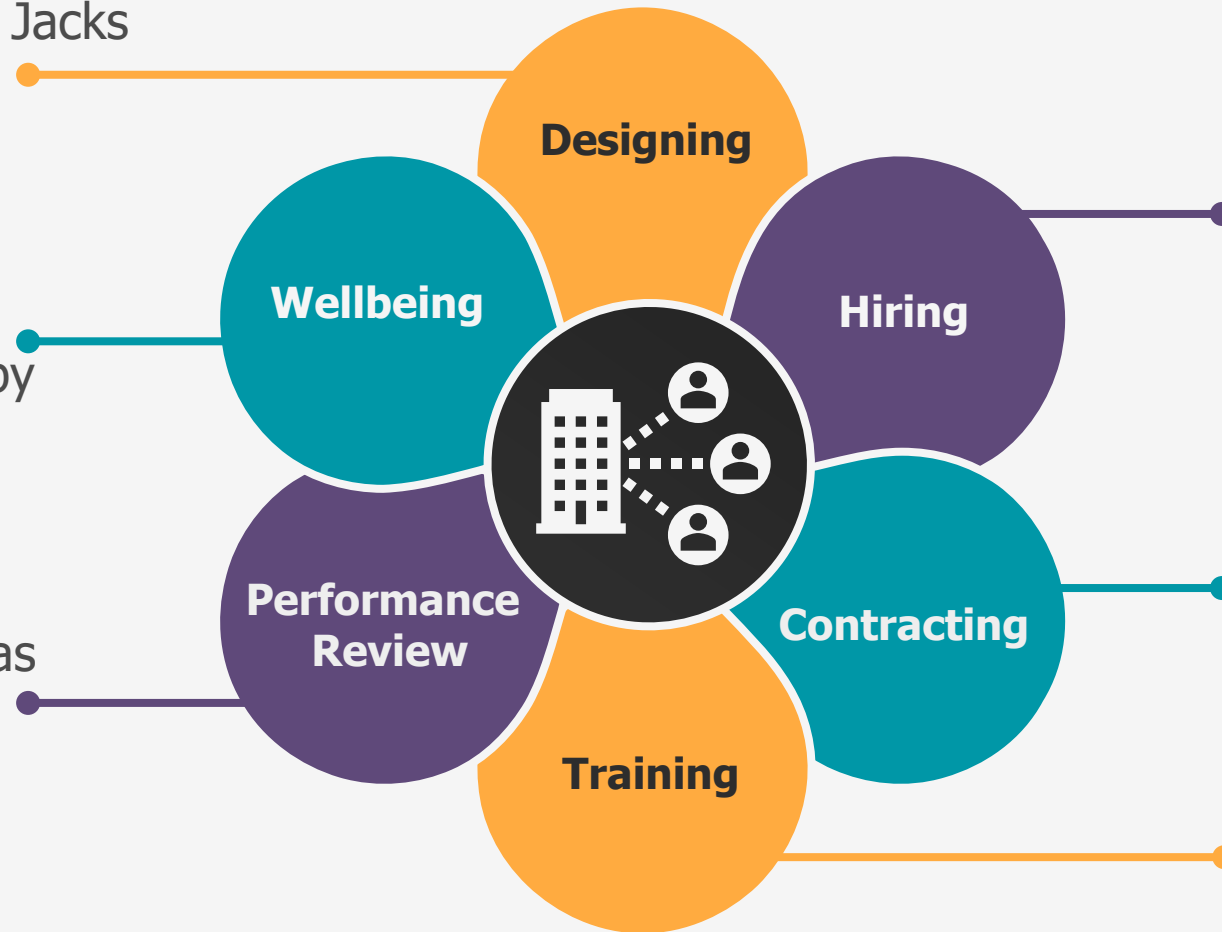 Jacks
Designing
Wellbeing
Hiring
Performance
Review
Contracting
Training